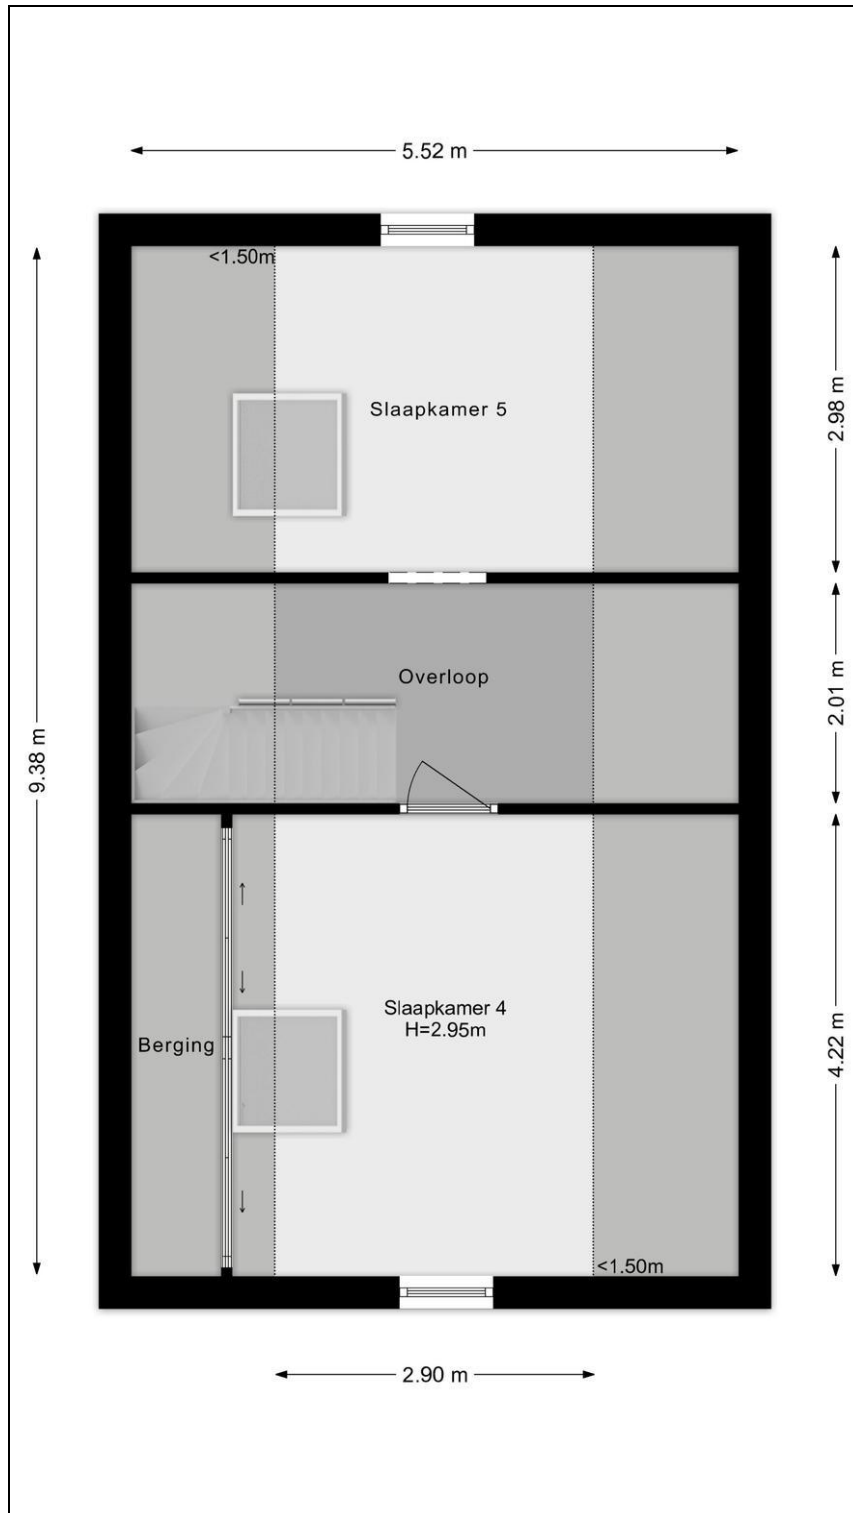 5.52 m
<1.50m
Slaapkamer 5
2.98 m
Overloop
2.01 m
9.38 m
Slaapkamer 4
H=2.95m
Berging
4.22 m
<1.50m
2.90 m